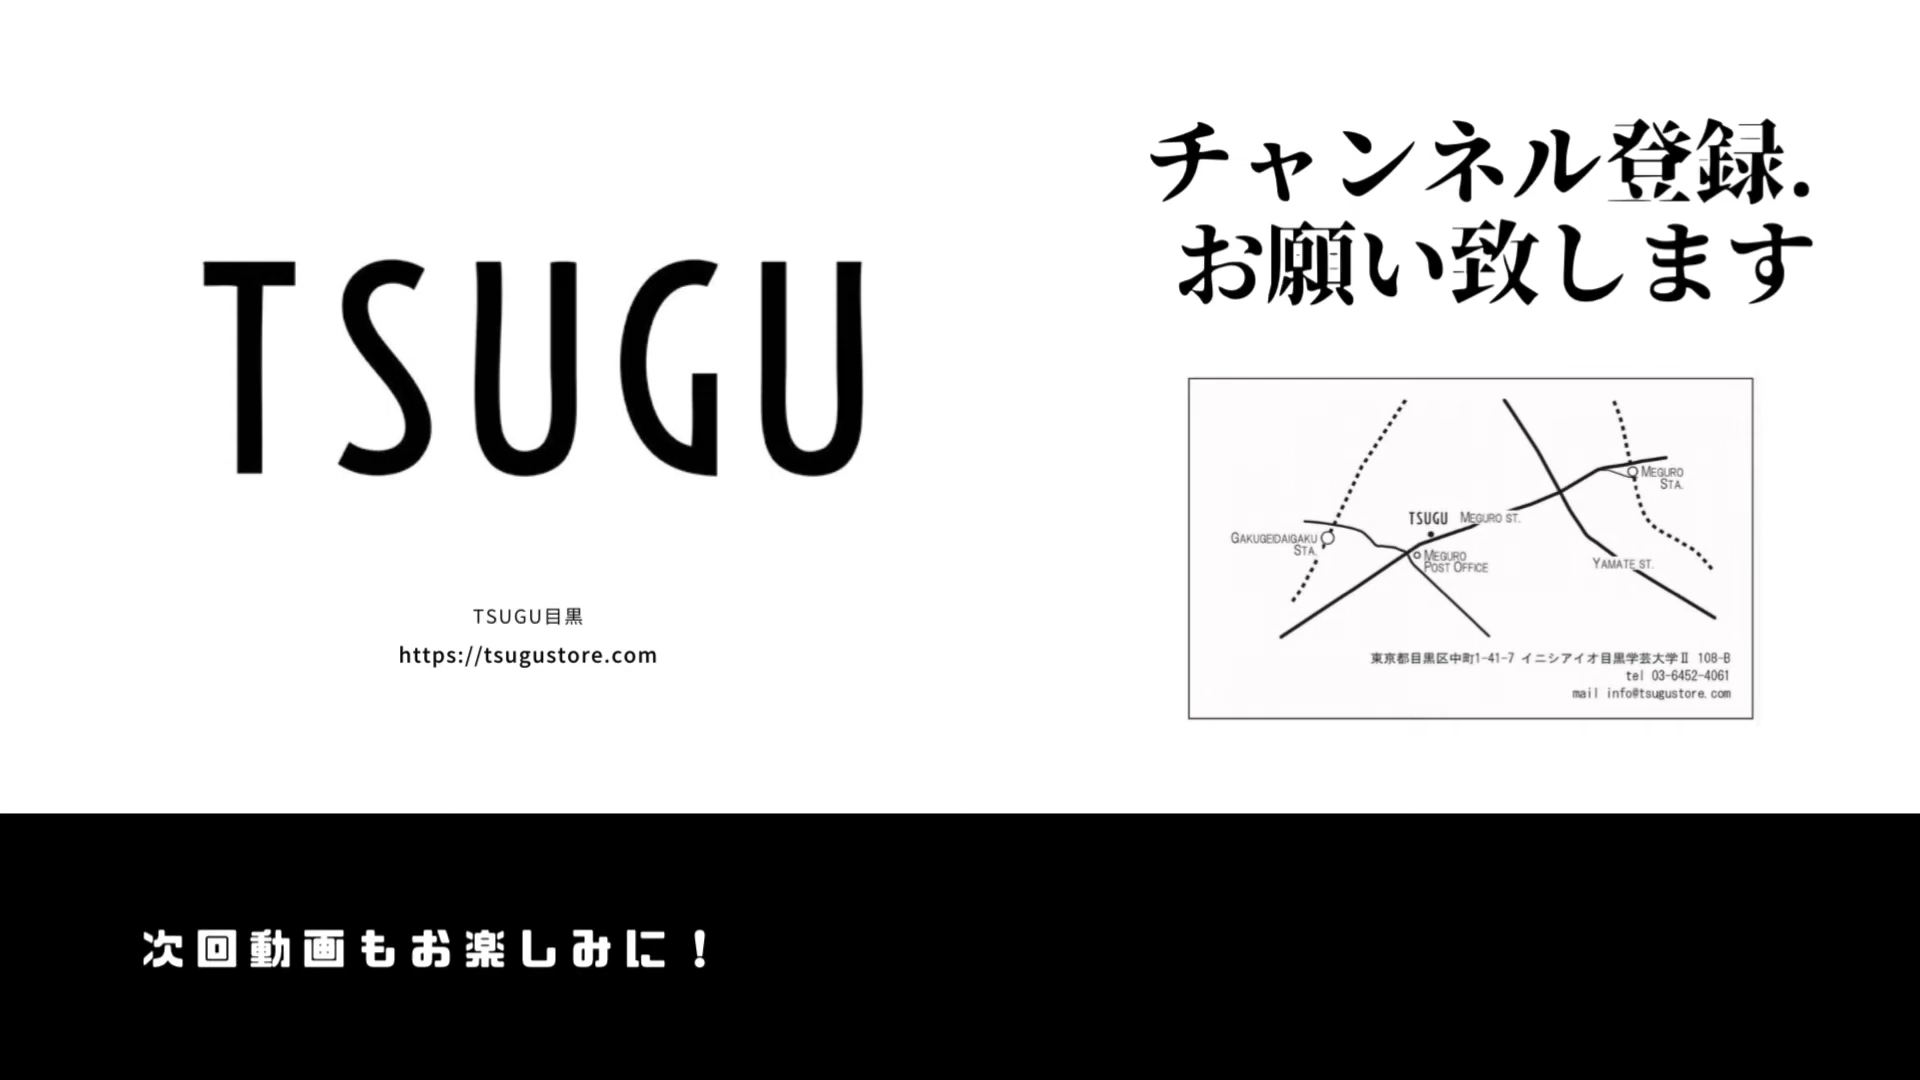 TSUGU
TSUGU目黒
https://tsugustore.com
チャンネル登録.
お願い致します
MEGURO
STA.
TSUGU
MEGURO ST.
GAKUGEIDAIGAKU
STA.
MEGURO
POST OFFICE
YAMATE ST.
東京都目黒区中町1-41-7 イニシアイオ目黒学芸大学Ⅱ 108-B
tel 03-6452-4061
mail info@tsugustore.com
次回動画もお楽しみに！